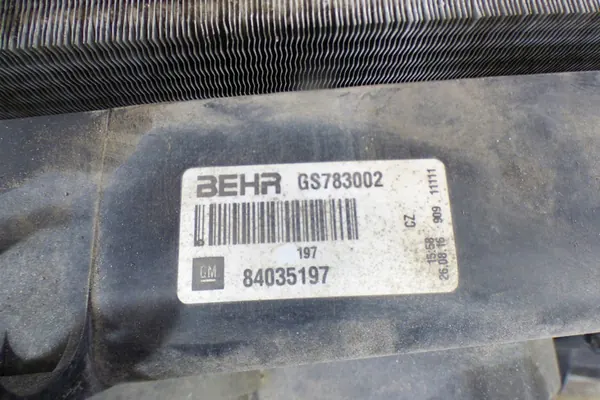 BEHR GS783002
197
GM 84035197
CZ
15:58 909 11111
26.08.16